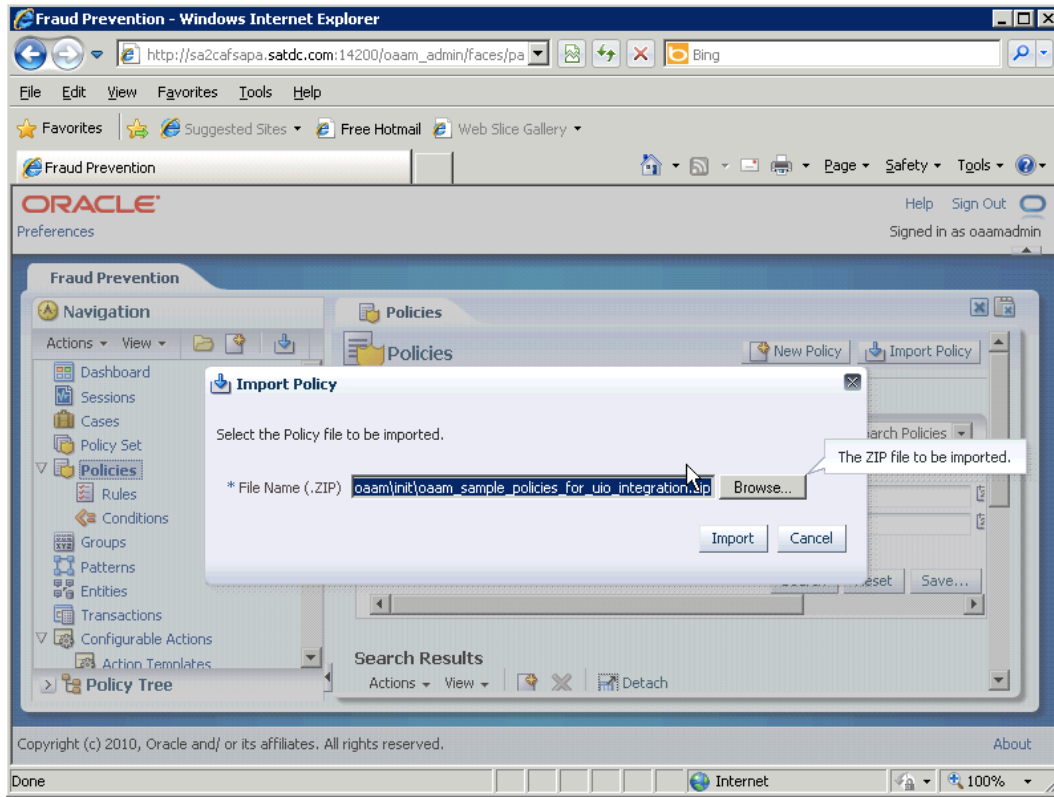 Fraud Prevention - Windows Internet Explorer
http://sa2cafsapa.satdc.com:14200/oaam_admin/faces/pa
Bing
File Edit View Favorites Tools Help
Favorites Suggested Sites Free Hotmail Web Slice Gallery
Fraud Prevention Page Safety Tools
ORACLE Help Sign Out
Preferences Signed in as oaamadmin
Fraud Prevention
Navigation Policies
Actions View Policies New Policy Import Policy
Dashboard
Sessions
Cases
Policy Set
Policies
Rules
Conditions
Groups
Patterns
Entities
Transactions
Configurable Actions
Action Templates
Policy Tree
Import Policy
Select the Policy file to be imported.
* File Name (.ZIP) oaam\init\oaam_sample_policies_for_uio_integration.zip Browse...
Import Cancel
Policies
The ZIP file to be imported.
Save...
Search Results
Actions View Detach
Copyright (c) 2010, Oracle and/ or its affiliates. All rights reserved. About
Done Internet 100%